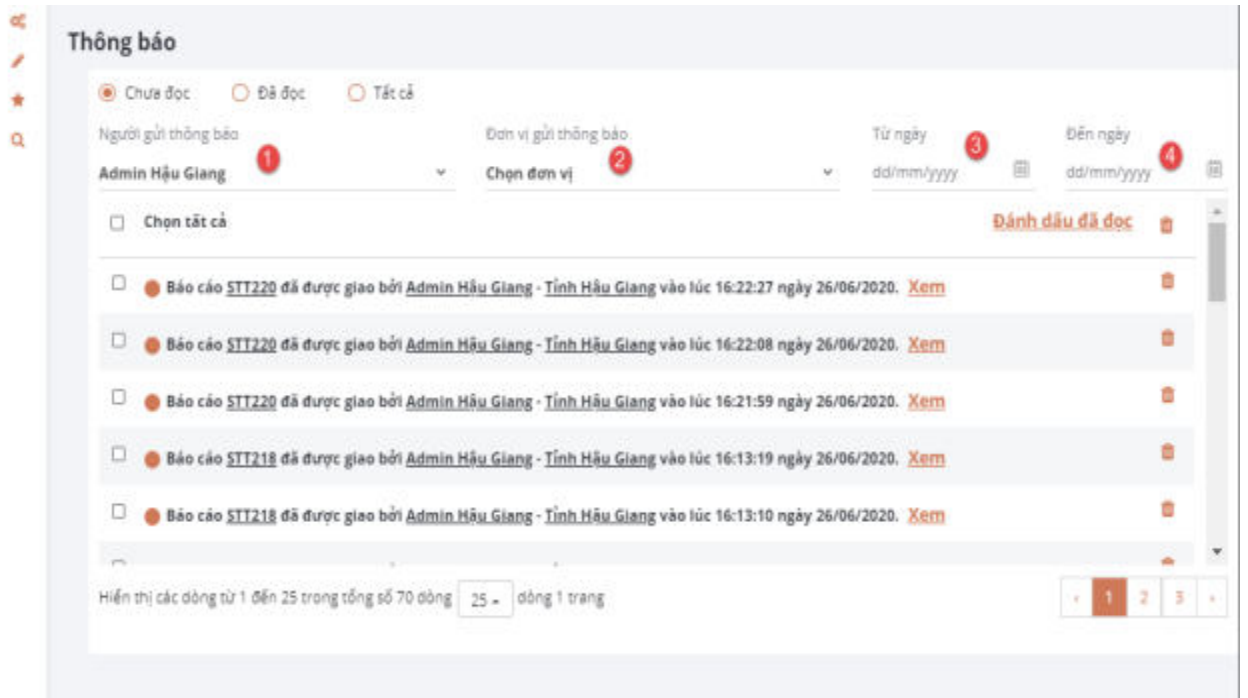 Thông báo
Chưa đọc Đã đọc Tất cả
Người gửi thông báo Đơn vị gửi thông báo Từ ngày 3 Đến ngày 4
Admin Hậu Giang 1 Chọn đơn vị 2 dd/mm/yyyy dd/mm/yyyy
Chọn tất cả Đánh dấu đã đọc
Báo cáo STT220 đã được giao bởi Admin Hậu Giang - Tỉnh Hậu Giang vào lúc 16:22:27 ngày 26/06/2020. Xem
Báo cáo STT220 đã được giao bởi Admin Hậu Giang - Tỉnh Hậu Giang vào lúc 16:22:08 ngày 26/06/2020. Xem
Báo cáo STT220 đã được giao bởi Admin Hậu Giang - Tỉnh Hậu Giang vào lúc 16:21:59 ngày 26/06/2020. Xem
Báo cáo STT218 đã được giao bởi Admin Hậu Giang - Tỉnh Hậu Giang vào lúc 16:13:19 ngày 26/06/2020. Xem
Báo cáo STT218 đã được giao bởi Admin Hậu Giang - Tỉnh Hậu Giang vào lúc 16:13:10 ngày 26/06/2020. Xem
Hiển thị các dòng từ 1 đến 25 trong tổng số 70 dòng 25 dòng 1 trang ‹ 1 2 3 ›